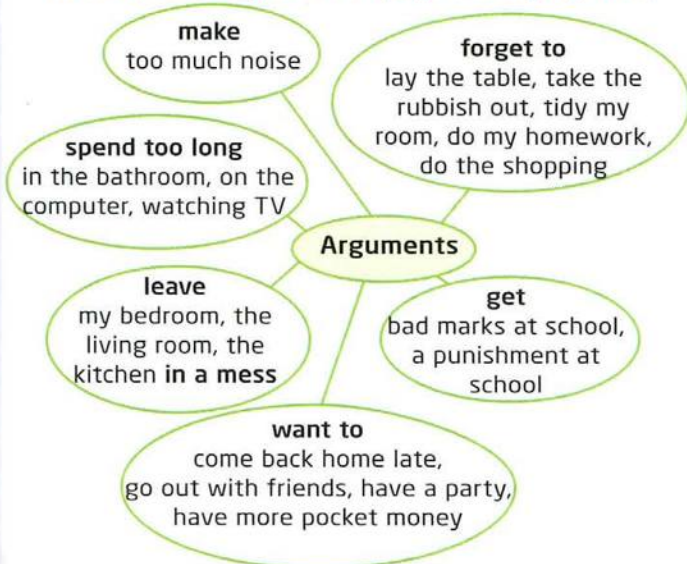 make
too much noise
forget to
lay the table, take the
rubbish out, tidy my
room, do my homework,
do the shopping
spend too long
in the bathroom, on the
computer, watching TV
Arguments
leave
my bedroom, the
living room, the
kitchen in a mess
get
bad marks at school,
a punishment at
school
want to
come back home late,
go out with friends, have a party,
have more pocket money